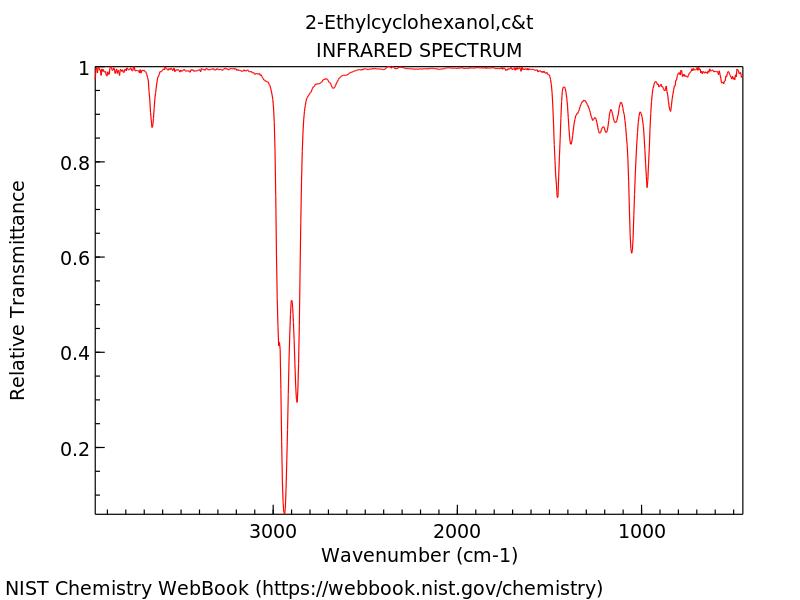 2-Ethylcyclohexanol,c&t
INFRARED SPECTRUM
1
0.8
0.6
0.4
0.2
Relative Transmittance
3000 2000 1000
Wavenumber (cm-1)
NIST Chemistry WebBook (https://webbook.nist.gov/chemistry)